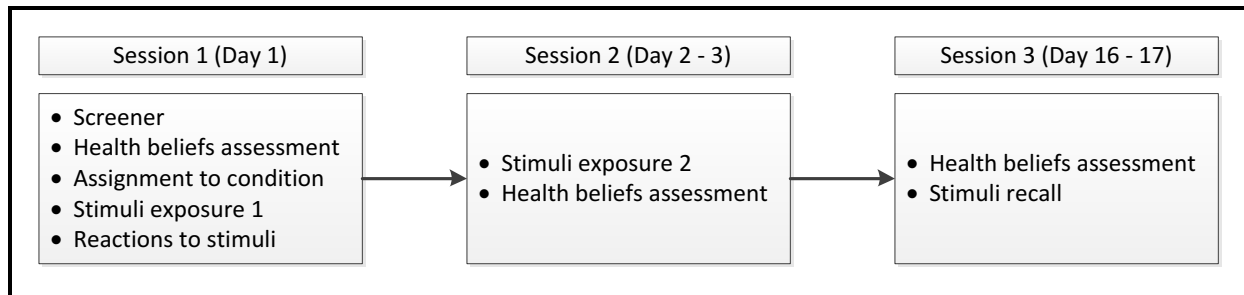 Session 1 (Day 1)
• Screener
• Health beliefs assessment
• Assignment to condition
• Stimuli exposure 1
• Reactions to stimuli
Session 2 (Day 2 - 3)
• Stimuli exposure 2
• Health beliefs assessment
Session 3 (Day 16 - 17)
• Health beliefs assessment
• Stimuli recall